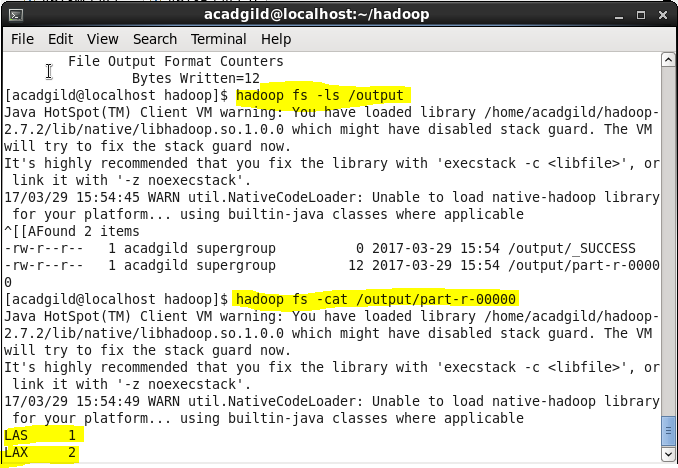 acadgild@localhost:~/hadoop
File Edit View Search Terminal Help
File Output Format Counters
Bytes Written=12
[acadgild@localhost hadoop]$ hadoop fs -ls /output
Java HotSpot(TM) Client VM warning: You have loaded library /home/acadgild/hadoop-
2.7.2/lib/native/libhadoop.so.1.0.0 which might have disabled stack guard. The VM
will try to fix the stack guard now.
It's highly recommended that you fix the library with 'execstack -c <libfile>', or
link it with '-z noexecstack'.
17/03/29 15:54:45 WARN util.NativeCodeLoader: Unable to load native-hadoop library
for your platform... using builtin-java classes where applicable
^[[AFound 2 items
-rw-r--r-- 1 acadgild supergroup 0 2017-03-29 15:54 /output/_SUCCESS
-rw-r--r-- 1 acadgild supergroup 12 2017-03-29 15:54 /output/part-r-0000
0
[acadgild@localhost hadoop]$ hadoop fs -cat /output/part-r-00000
Java HotSpot(TM) Client VM warning: You have loaded library /home/acadgild/hadoop-
2.7.2/lib/native/libhadoop.so.1.0.0 which might have disabled stack guard. The VM
will try to fix the stack guard now.
It's highly recommended that you fix the library with 'execstack -c <libfile>', or
link it with '-z noexecstack'.
17/03/29 15:54:49 WARN util.NativeCodeLoader: Unable to load native-hadoop library
for your platform... using builtin-java classes where applicable
LAS 1
LAX 2